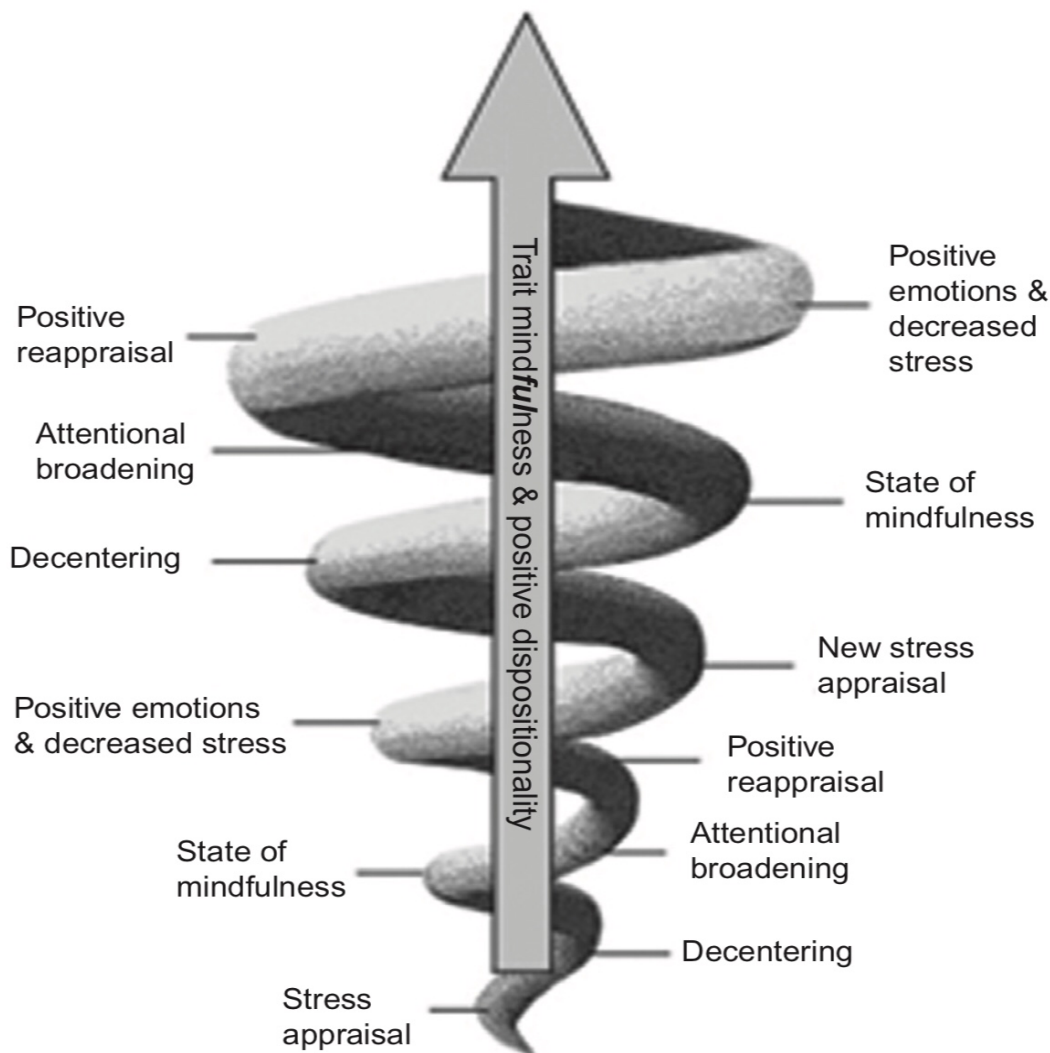 Trait mindfulness & positive dispositionality
Positive
emotions &
decreased
stress
Positive
reappraisal
Attentional
broadening
State of
mindfulness
Decentering
New stress
appraisal
Positive emotions
& decreased stress
Positive
reappraisal
Attentional
broadening
State of
mindfulness
Decentering
Stress
appraisal